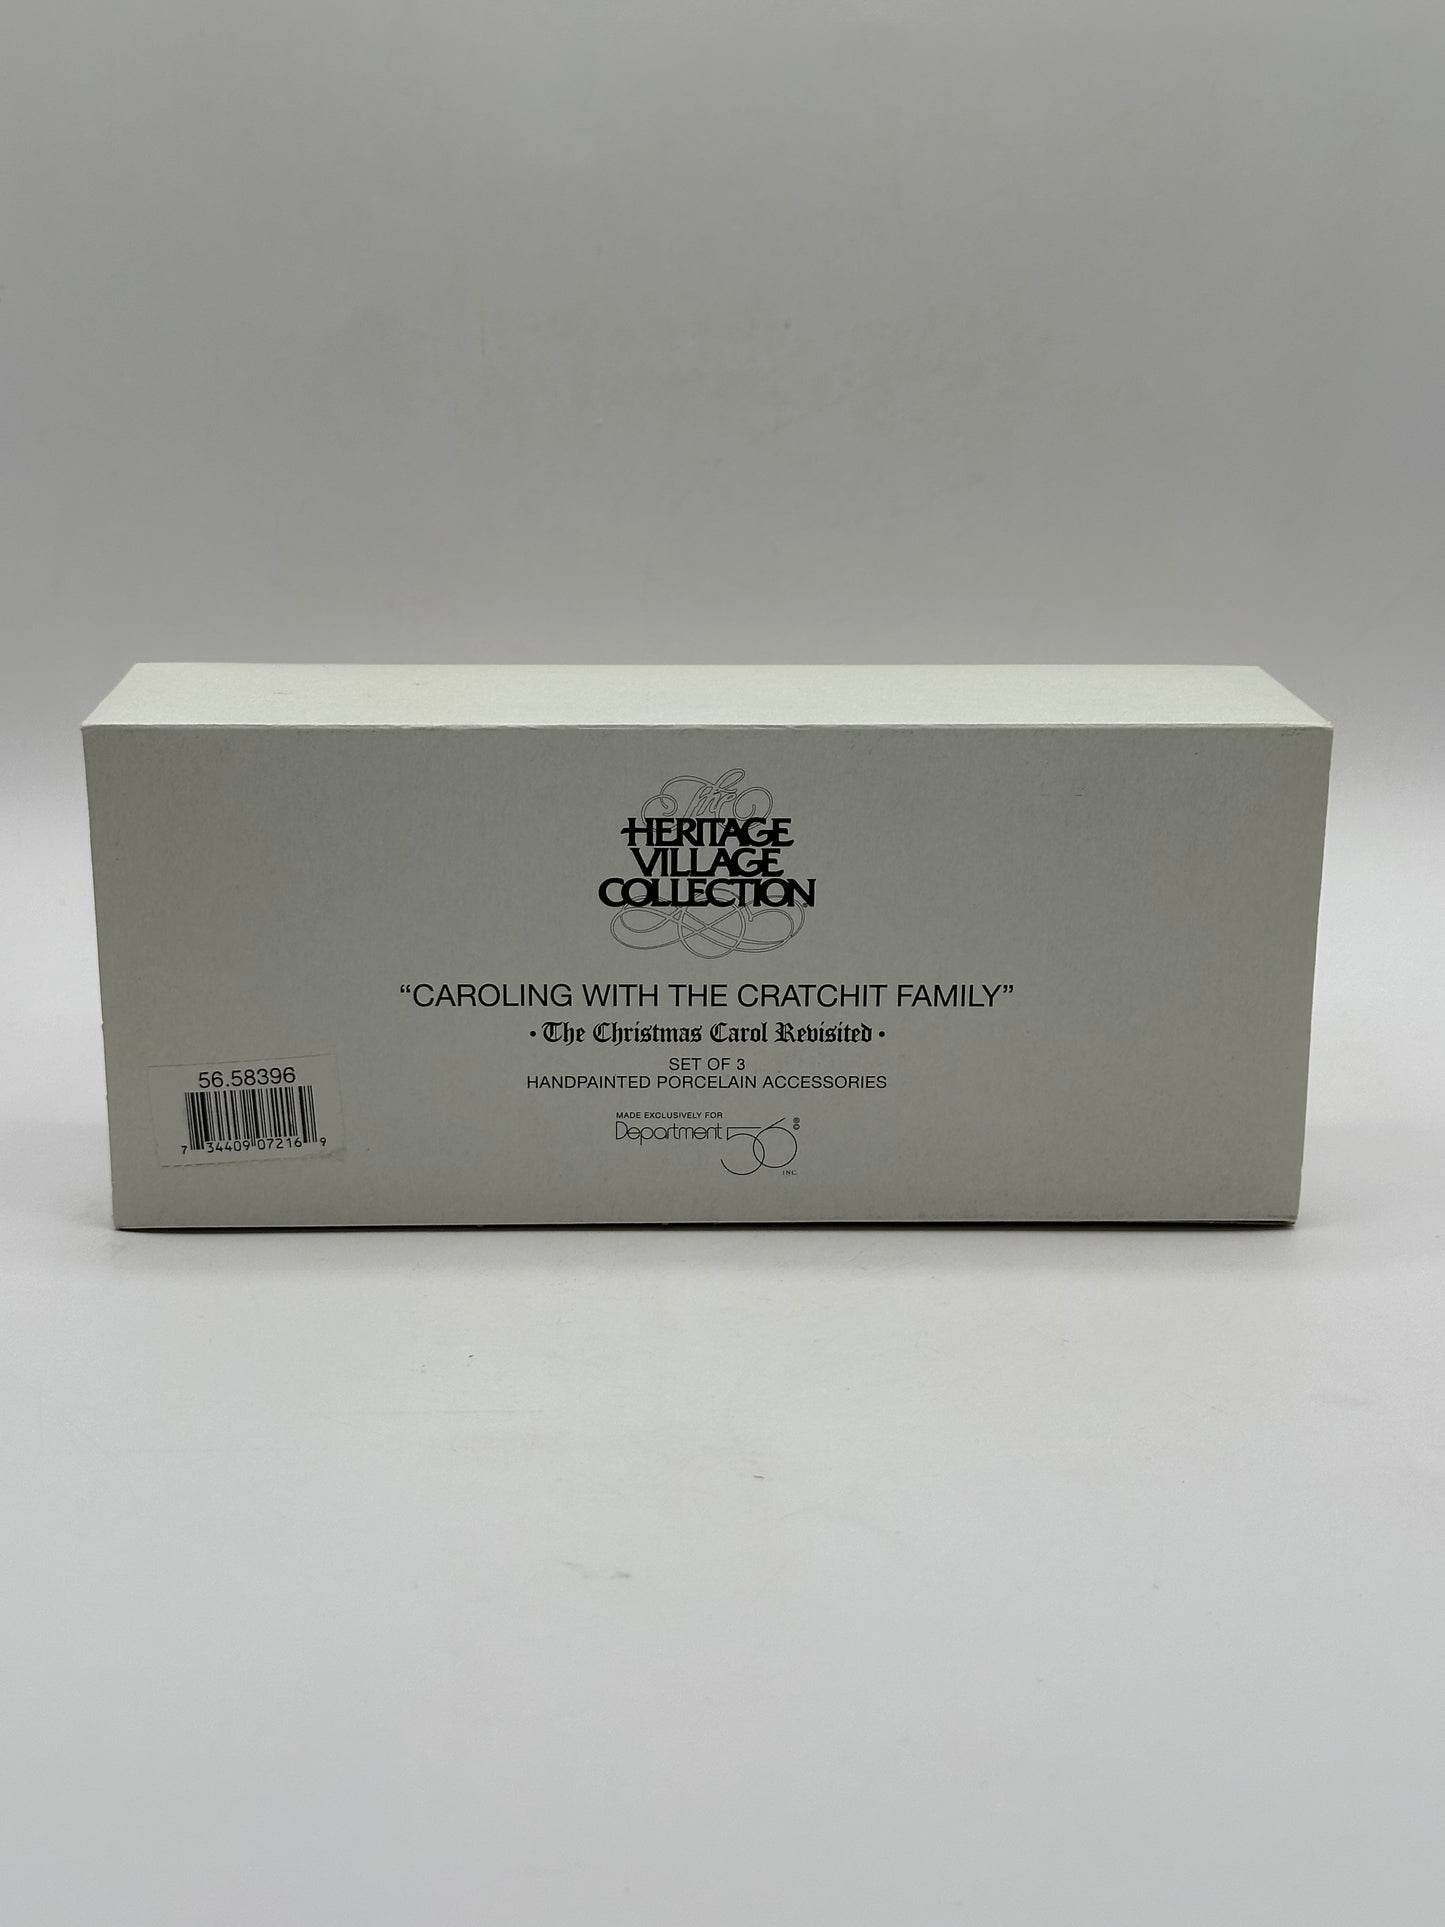 The
HERITAGE
VILLAGE
COLLECTION®
“CAROLING WITH THE CRATCHIT FAMILY”
• The Christmas Carol Revisited •
SET OF 3
HANDPAINTED PORCELAIN ACCESSORIES
MADE EXCLUSIVELY FOR
Department 56 ©®
INC.
56.58396
7 34409 07216 9